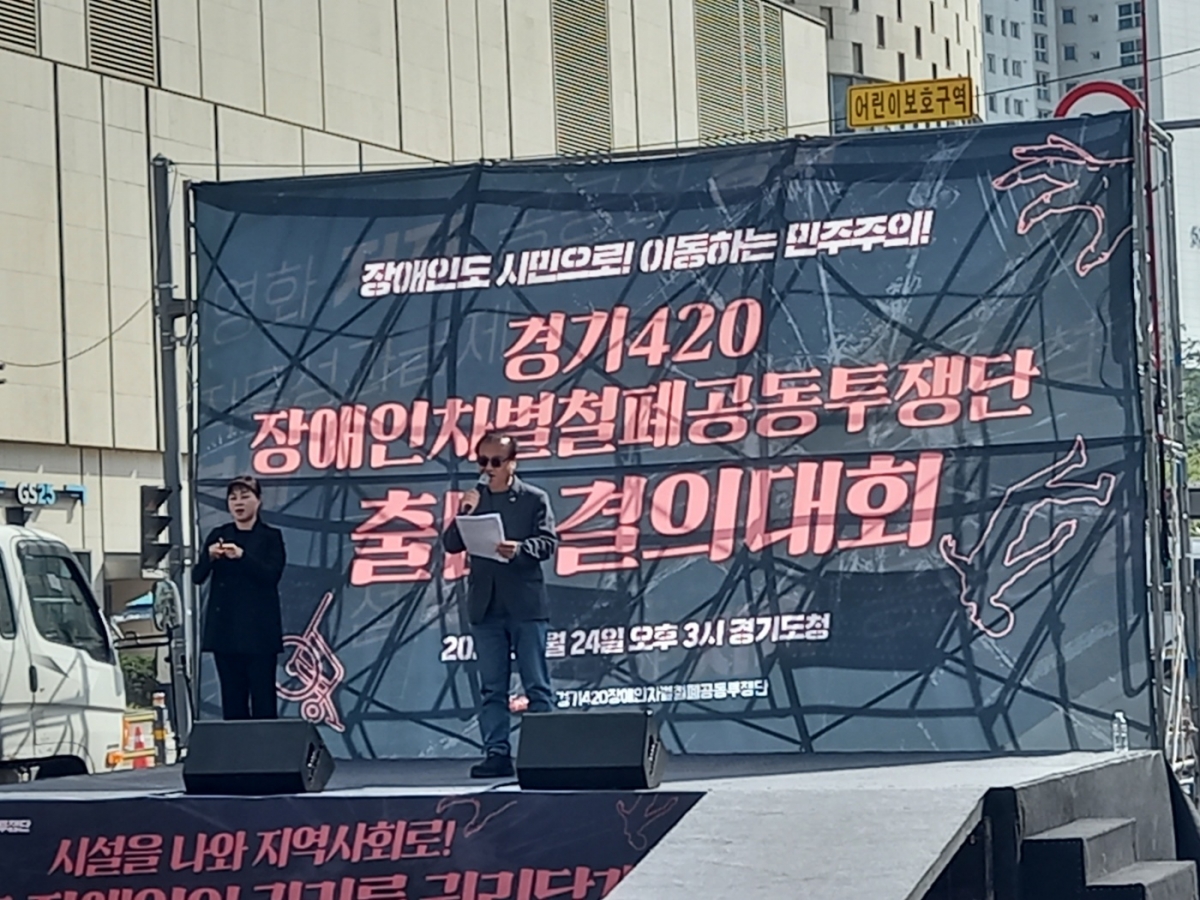 어린이보호구역
장애인도 시민으로! 이동하는 민주주의!
경기420
장애인차별철폐공동투쟁단
출 결의대회
20 월 24일 오후 3시 경기도청
경기420장애인차별철폐공동투쟁단
GS25
시설을 나와 지역사회로!